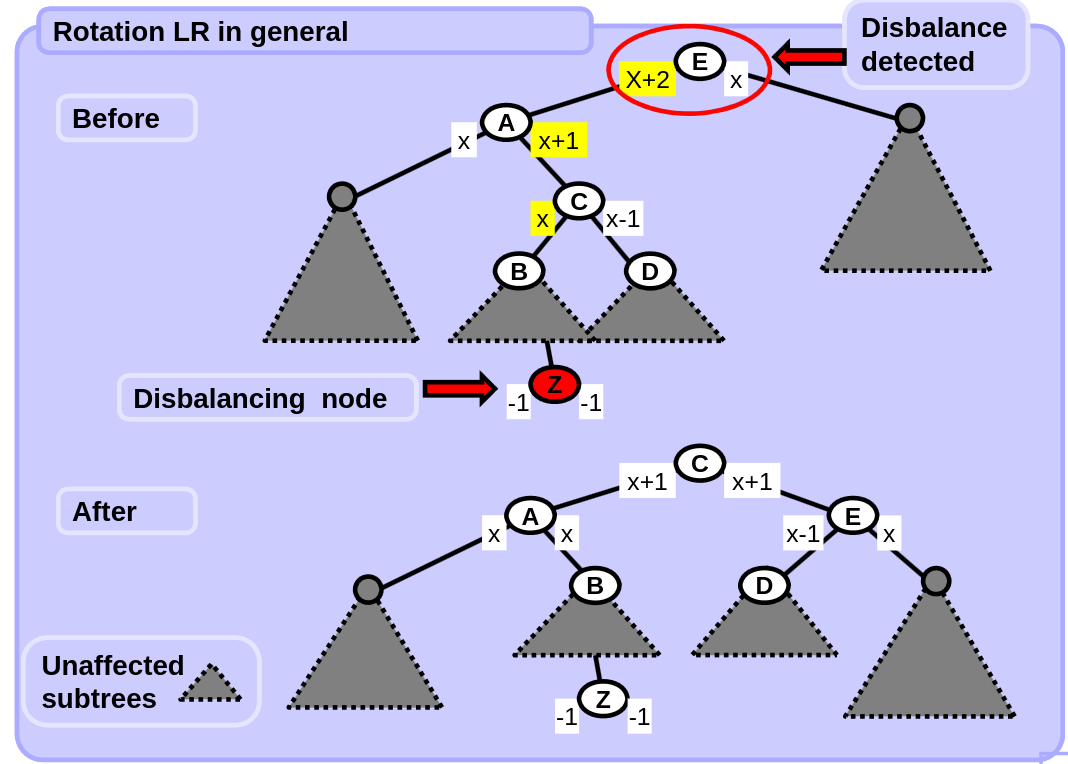 Rotation LR in general
Disbalance
detected
E
X+2
x
Before
A
x
x+1
C
x
x-1
B
D
Disbalancing node
Z
-1
-1
C
x+1
x+1
After
A
E
x
x
x-1
x
B
D
Unaffected
subtrees
Z
-1
-1